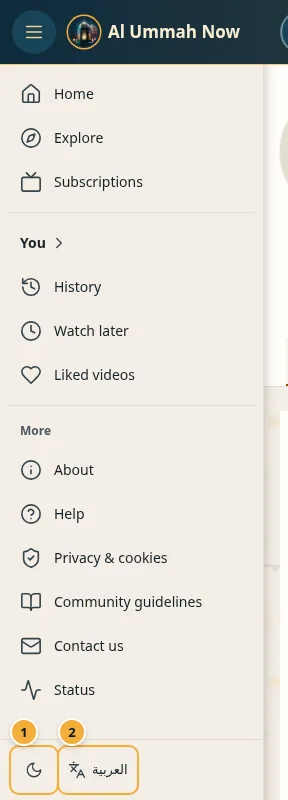 Al Ummah Now
Home
Explore
Subscriptions
You
History
Watch later
Liked videos
More
About
Help
Privacy & cookies
Community guidelines
Contact us
Status
1
2
العربية